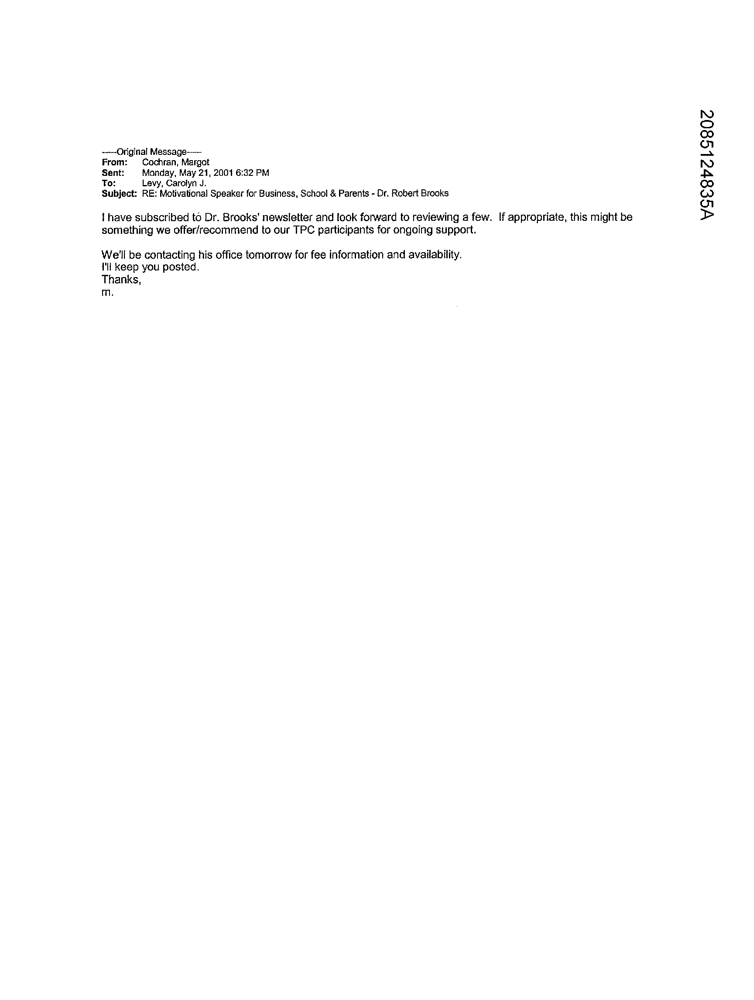 -----Original Message-----
From: Cochran, Margot
Sent: Monday, May 21, 2001 6:32 PM
To: Levy, Carolyn J.
Subject: RE: Motivational Speaker for Business, School & Parents - Dr. Robert Brooks
I have subscribed to Dr. Brooks' newsletter and look forward to reviewing a few. If appropriate, this might be
something we offer/recommend to our TPC participants for ongoing support.
We'll be contacting his office tomorrow for fee information and availability.
I'll keep you posted.
Thanks,
m.
2085124835A